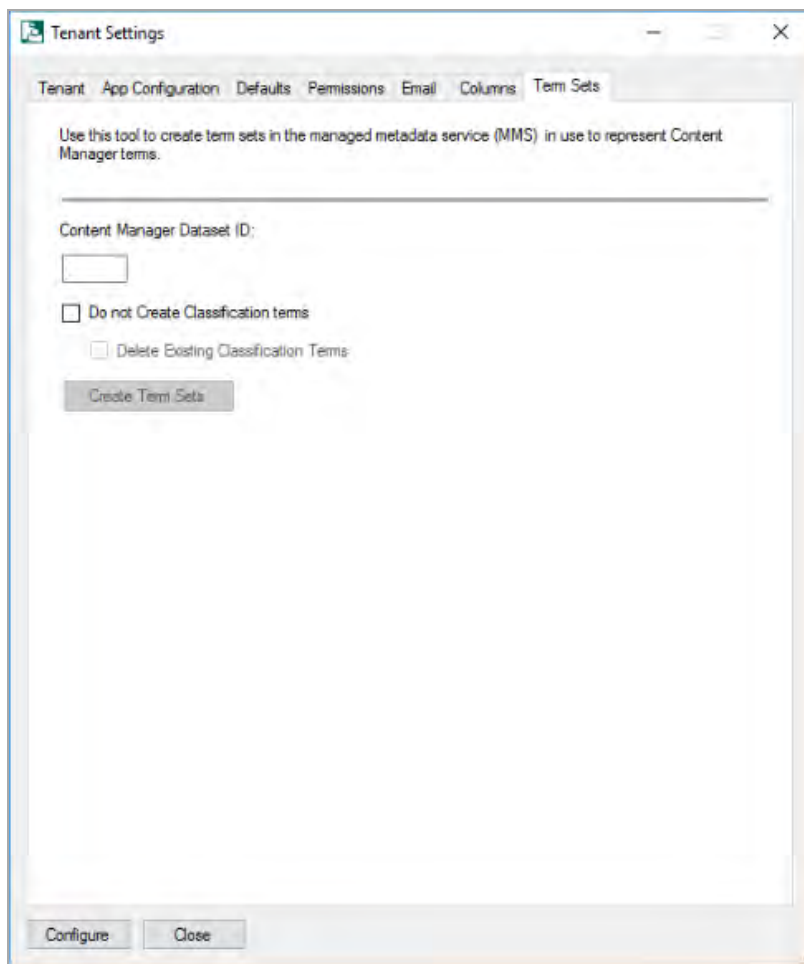 Tenant Settings
Tenant App Configuration Defaults Permissions Email Columns Term Sets
Use this tool to create term sets in the managed metadata service (MMS) in use to represent Content
Manager terms.
Content Manager Dataset ID:
Do not Create Classification terms
Delete Existing Classification Terms
Create Term Sets
Configure Close